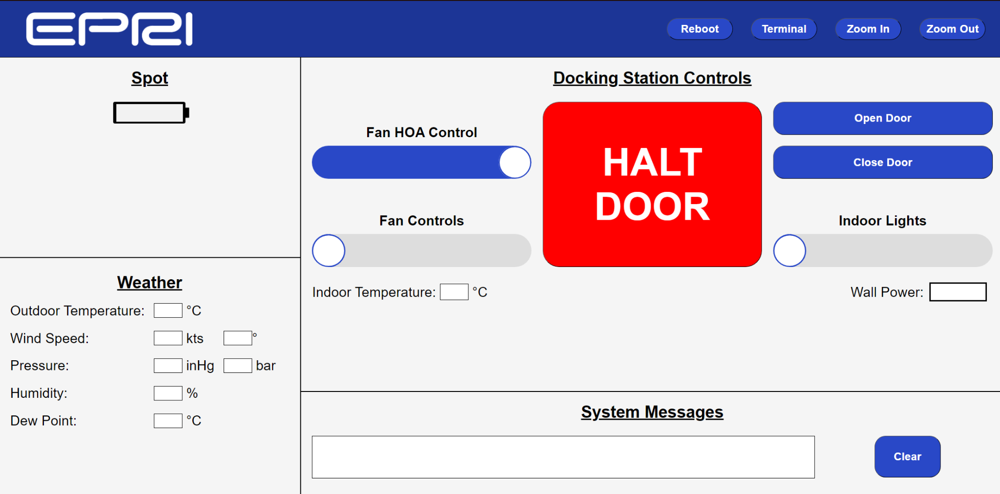 EPRI
Reboot
Terminal
Zoom In
Zoom Out
Spot
Docking Station Controls
Fan HOA Control
HALT
DOOR
Open Door
Close Door
Fan Controls
Indoor Lights
Indoor Temperature: °C
Wall Power:
Weather
Outdoor Temperature: °C
Wind Speed: kts °
Pressure: inHg bar
Humidity: %
Dew Point: °C
System Messages
Clear